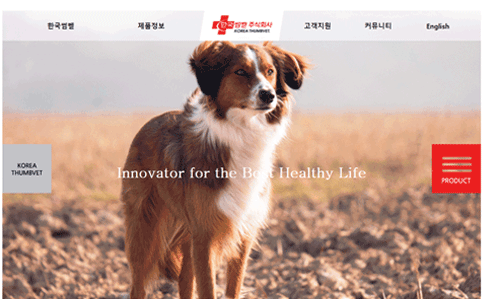 한국썸벧
제품정보
한국썸벧 주식회사
KOREA THUMBVET
고객지원
커뮤니티
English
KOREA
THUMBVET
Innovator for the Best Healthy Life
PRODUCT